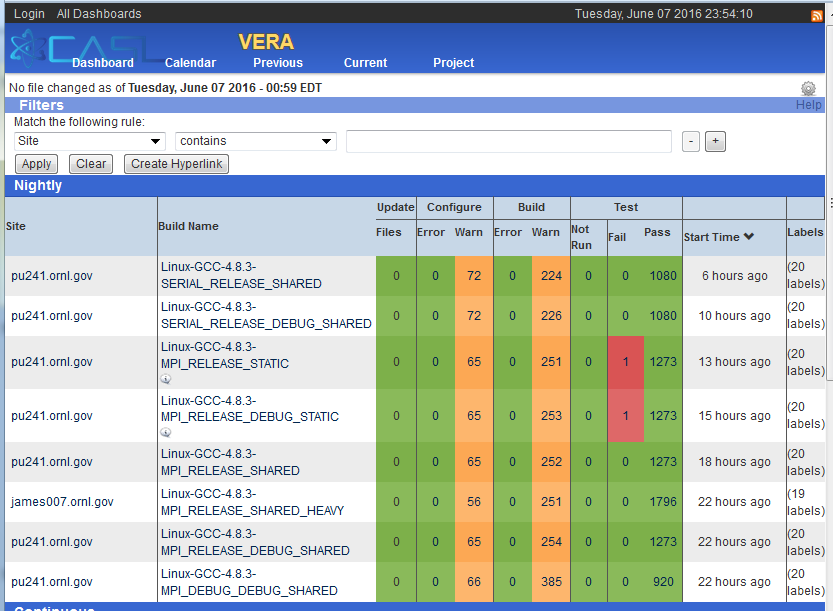 Login All Dashboards Tuesday, June 07 2016 23:54:10
CASL VERA
Dashboard Calendar Previous Current Project
No file changed as of Tuesday, June 07 2016 - 00:59 EDT
Filters Help
Match the following rule:
Site contains - +
Apply Clear Create Hyperlink
Nightly
Site Build Name Update Configure Build Test Start Time Labels
Files Error Warn Error Warn Not Run Fail Pass
pu241.ornl.gov Linux-GCC-4.8.3- 0 0 72 0 224 0 0 1080 6 hours ago (20
SERIAL_RELEASE_SHARED labels)
pu241.ornl.gov Linux-GCC-4.8.3- 0 0 72 0 226 0 0 1080 10 hours ago (20
SERIAL_RELEASE_DEBUG_SHARED labels)
pu241.ornl.gov Linux-GCC-4.8.3- 0 0 65 0 251 0 1 1273 13 hours ago (20
MPI_RELEASE_STATIC labels)
pu241.ornl.gov Linux-GCC-4.8.3- 0 0 65 0 253 0 1 1273 15 hours ago (20
MPI_RELEASE_DEBUG_STATIC labels)
pu241.ornl.gov Linux-GCC-4.8.3- 0 0 65 0 252 0 0 1273 18 hours ago (20
MPI_RELEASE_SHARED labels)
james007.ornl.gov Linux-GCC-4.8.3- 0 0 56 0 251 0 0 1796 22 hours ago (19
MPI_RELEASE_SHARED_HEAVY labels)
pu241.ornl.gov Linux-GCC-4.8.3- 0 0 65 0 254 0 0 1273 22 hours ago (20
MPI_RELEASE_DEBUG_SHARED labels)
pu241.ornl.gov Linux-GCC-4.8.3- 0 0 66 0 385 0 0 920 22 hours ago (20
MPI_DEBUG_DEBUG_SHARED labels)
Continuous